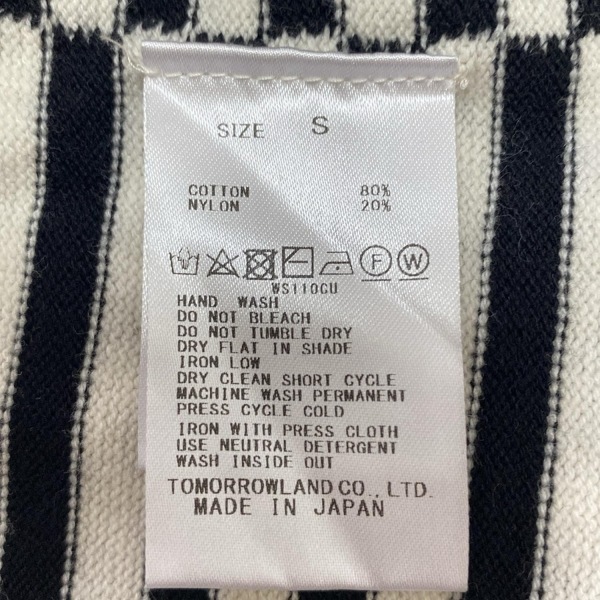 SIZE S
COTTON 80%
NYLON 20%
F W
WS110GU
HAND WASH
DO NOT BLEACH
DO NOT TUMBLE DRY
DRY FLAT IN SHADE
IRON LOW
DRY CLEAN SHORT CYCLE
MACHINE WASH PERMANENT
PRESS CYCLE COLD
IRON WITH PRESS CLOTH
USE NEUTRAL DETERGENT
WASH INSIDE OUT
TOMORROWLAND CO., LTD.
MADE IN JAPAN